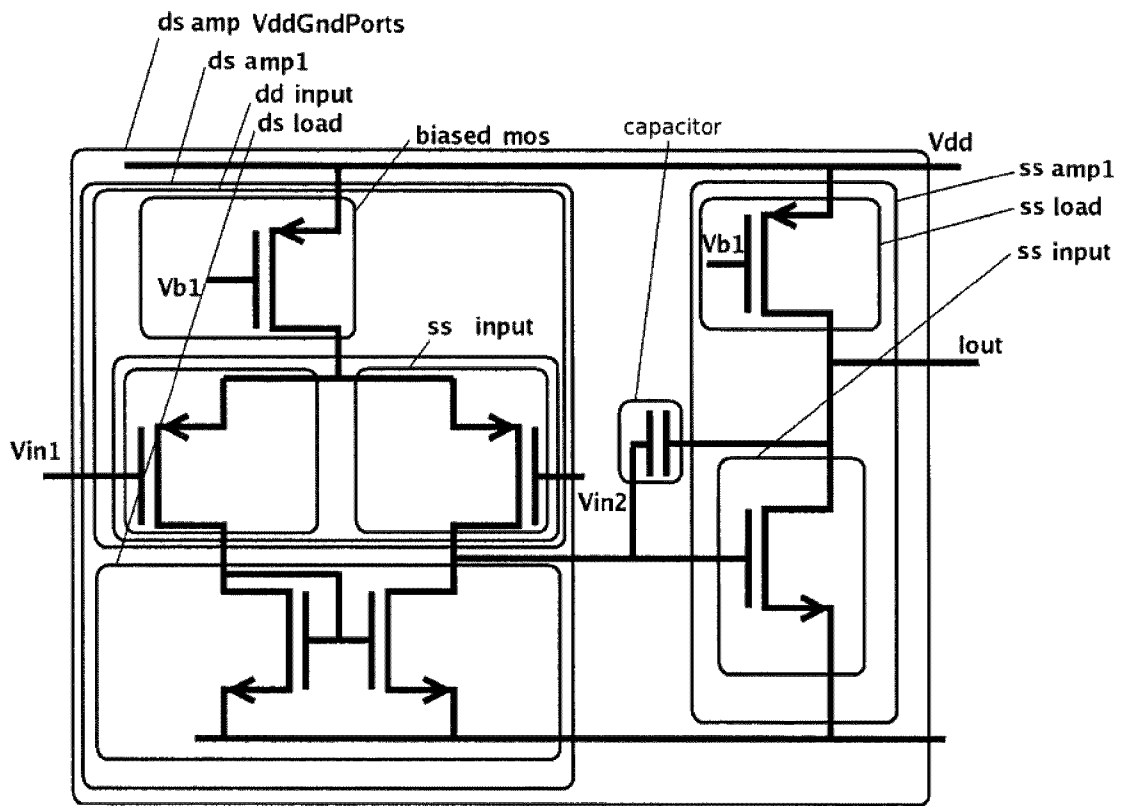 ds amp VddGndPorts
ds amp1
dd input
ds load
biased mos
capacitor
Vdd
ss amp1
ss load
ss input
Vb1
Vb1
ss input
Iout
Vin1
Vin2